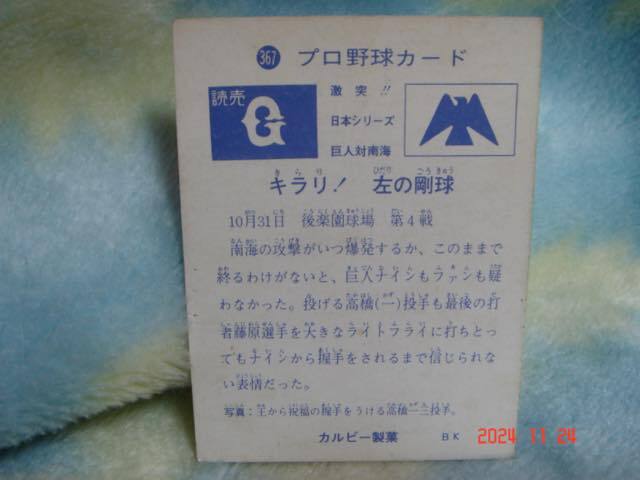 367 プロ野球カード
読売
G
激突!!
日本シリーズ
巨人対南海
キラリ! 左の剛球
10月31日 後楽園球場 第4戦
南海の攻撃がいつ爆発するか、このままで
終るわけがないと、巨人ナインもファンも疑
わなかった。投げる高橋(一)投手も最後の打
者藤原選手を大きなライトフライに打ちとっ
てもナインから握手をされるまで信じられな
い表情だった。
写真:王から祝福の握手をうける高橋一三投手。
カルビー製菓 BK
2024 11 24